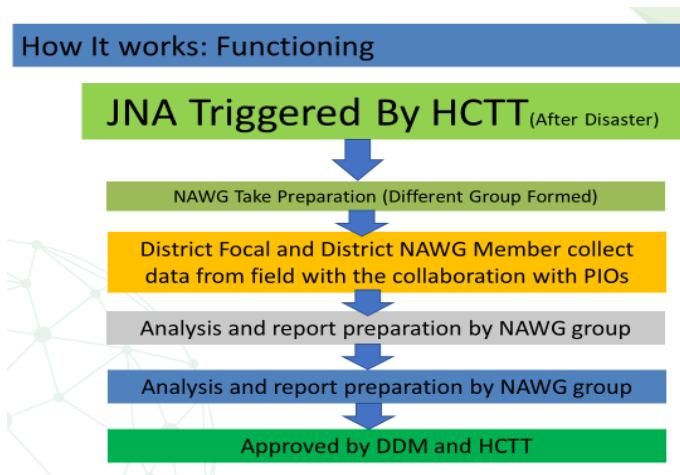 How It works: Functioning
JNA Triggered By HCTT(After Disaster)
NAWG Take Preparation (Different Group Formed)
District Focal and District NAWG Member collect
data from field with the collaboration with PIOs
Analysis and report preparation by NAWG group
Analysis and report preparation by NAWG group
Approved by DDM and HCTT